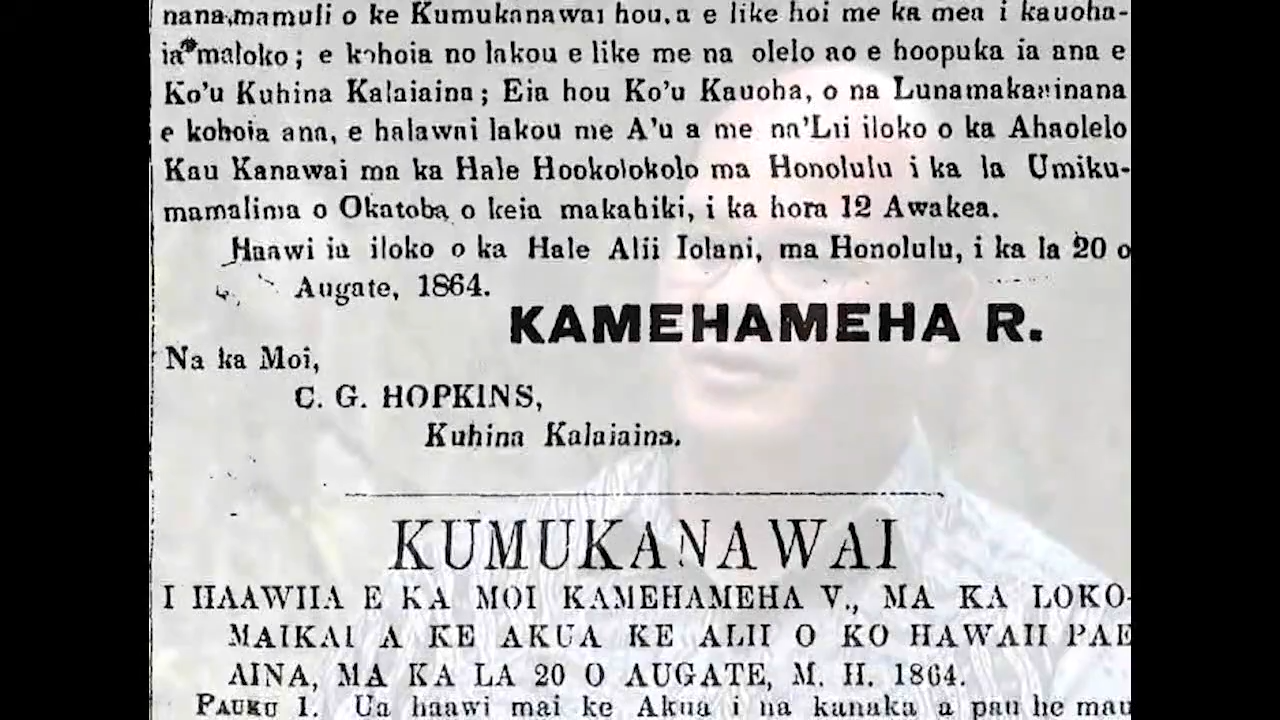 nana, mamuli o ke Kumukanawai hou, a e like hoi me ka mea i kauoha-
ia maloko; e kohoia no lakou e like me na olelo ao e hoopuka ia ana e
Ko'u Kuhina Kalaiaina; Eia hou Ko'u Kauoha, o na Lunamakaainana
e kohoia ana, e halawai lakou me A'u a me na'Lii iloko o ka Ahaolelo
Kau Kanawai ma ka Hale Hookolokolo ma Honolulu i ka la Umiku-
mamalima o Okatoba o keia makahiki, i ka hora 12 Awakea.
Haawi ia iloko o ka Hale Alii Iolani, ma Honolulu, i ka la 20 o
Augate, 1864.
KAMEHAMEHA R.
Na ka Moi,
C. G. HOPKINS,
Kuhina Kalaiaina.
KUMUKANAWAI
I HAAWIIA E KA MOI KAMEHAMEHA V., MA KA LOKO-
MAIKAI A KE AKUA KE ALII O KO HAWAII PAE
AINA, MA KA LA 20 O AUGATE, M. H. 1864.
PAUKU 1. Ua haawi mai ke Akua i na kanaka a pau he mau